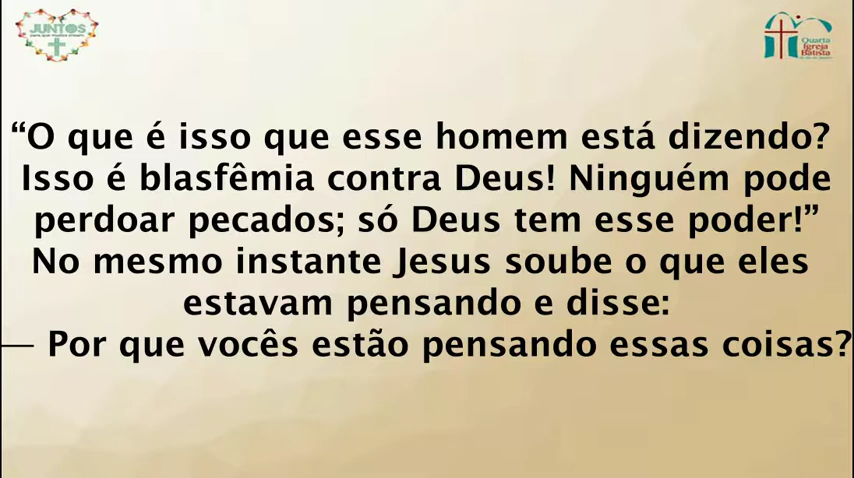 JUNTOS
Quarta
Igreja
Batista
“O que é isso que esse homem está dizendo?
Isso é blasfêmia contra Deus! Ninguém pode
perdoar pecados; só Deus tem esse poder!”
No mesmo instante Jesus soube o que eles
estavam pensando e disse:
— Por que vocês estão pensando essas coisas?